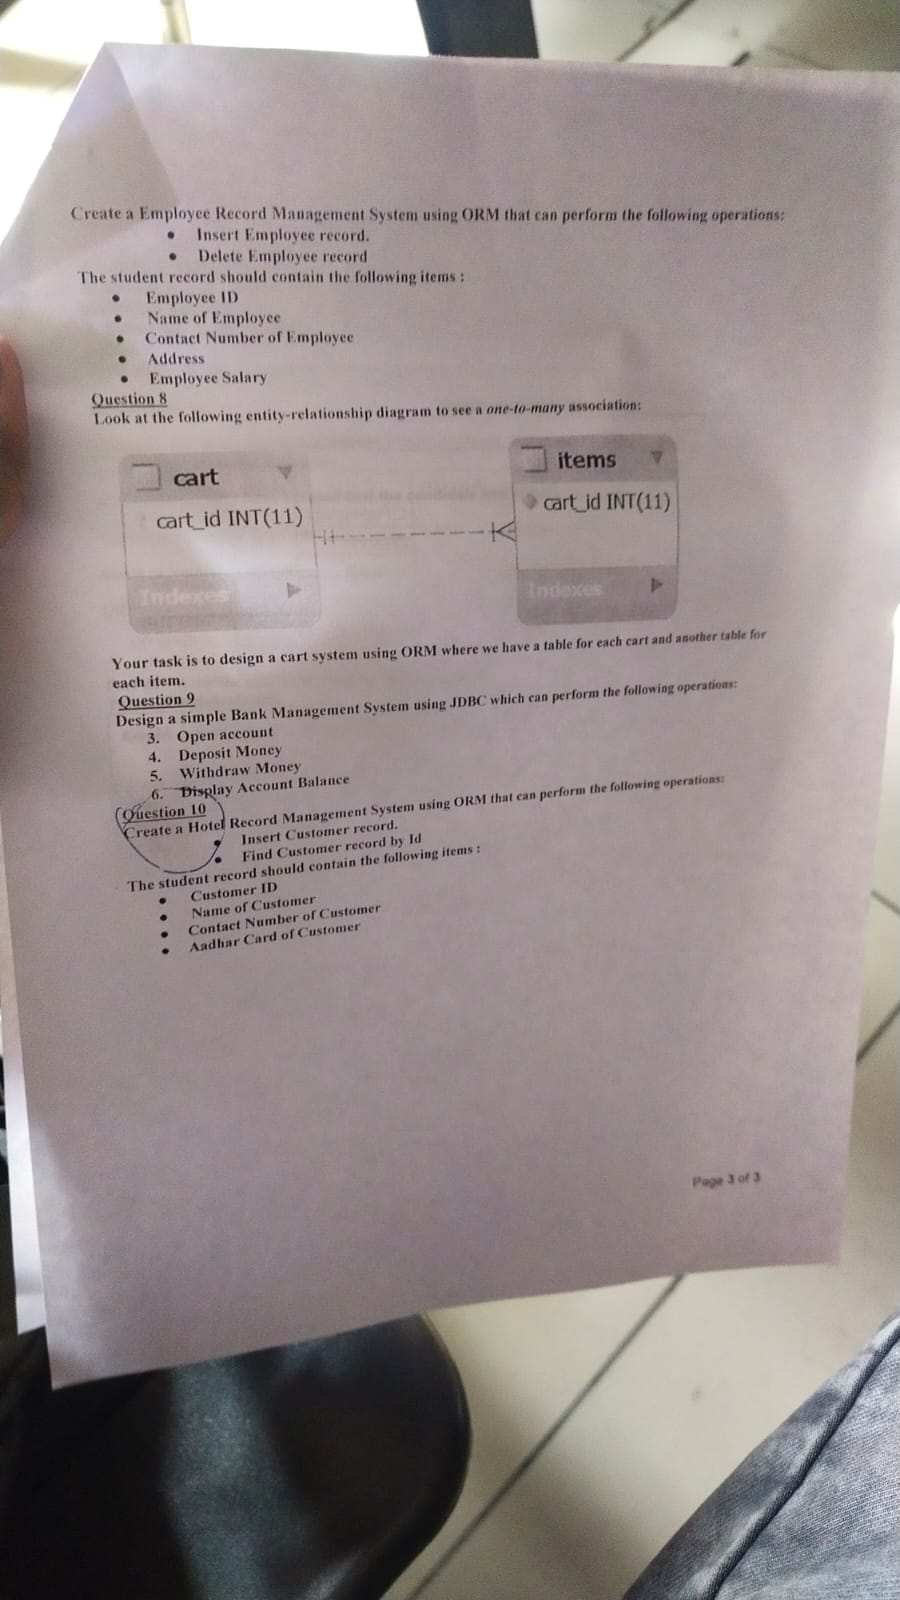 Create a Employee Record Management System using ORM that can perform the following operations:
• Insert Employee record.
• Delete Employee record
The student record should contain the following items :
• Employee ID
• Name of Employee
• Contact Number of Employee
• Address
• Employee Salary
Question 8
Look at the following entity-relationship diagram to see a one-to-many association:
cart
cart_id INT(11)
Indexes
items
cart_id INT(11)
Indexes
Your task is to design a cart system using ORM where we have a table for each cart and another table for
each item.
Question 9
Design a simple Bank Management System using JDBC which can perform the following operations:
3. Open account
4. Deposit Money
5. Withdraw Money
6. Display Account Balance
Question 10
Create a Hotel Record Management System using ORM that can perform the following operations:
• Insert Customer record.
• Find Customer record by Id
The student record should contain the following items :
• Customer ID
• Name of Customer
• Contact Number of Customer
• Aadhar Card of Customer
Page 3 of 3